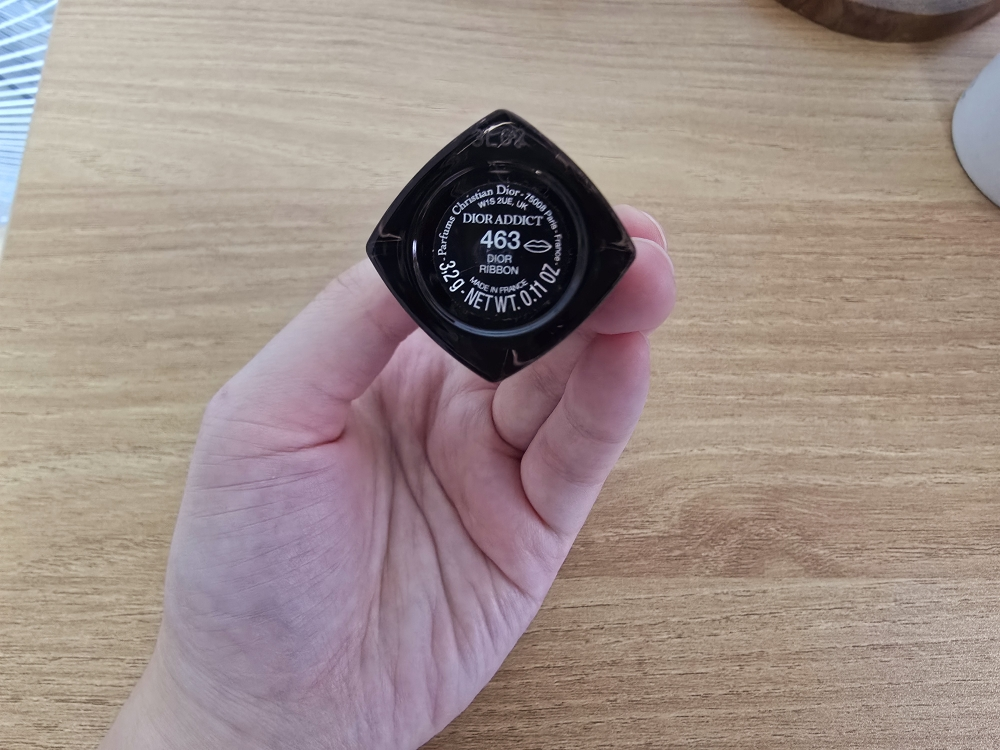 Parfums Christian Dior - 75008 Paris - France -
W1S 2UE, UK
DIOR ADDICT
463
DIOR
RIBBON
MADE IN FRANCE
3,2 g - NET WT. 0.11 OZ